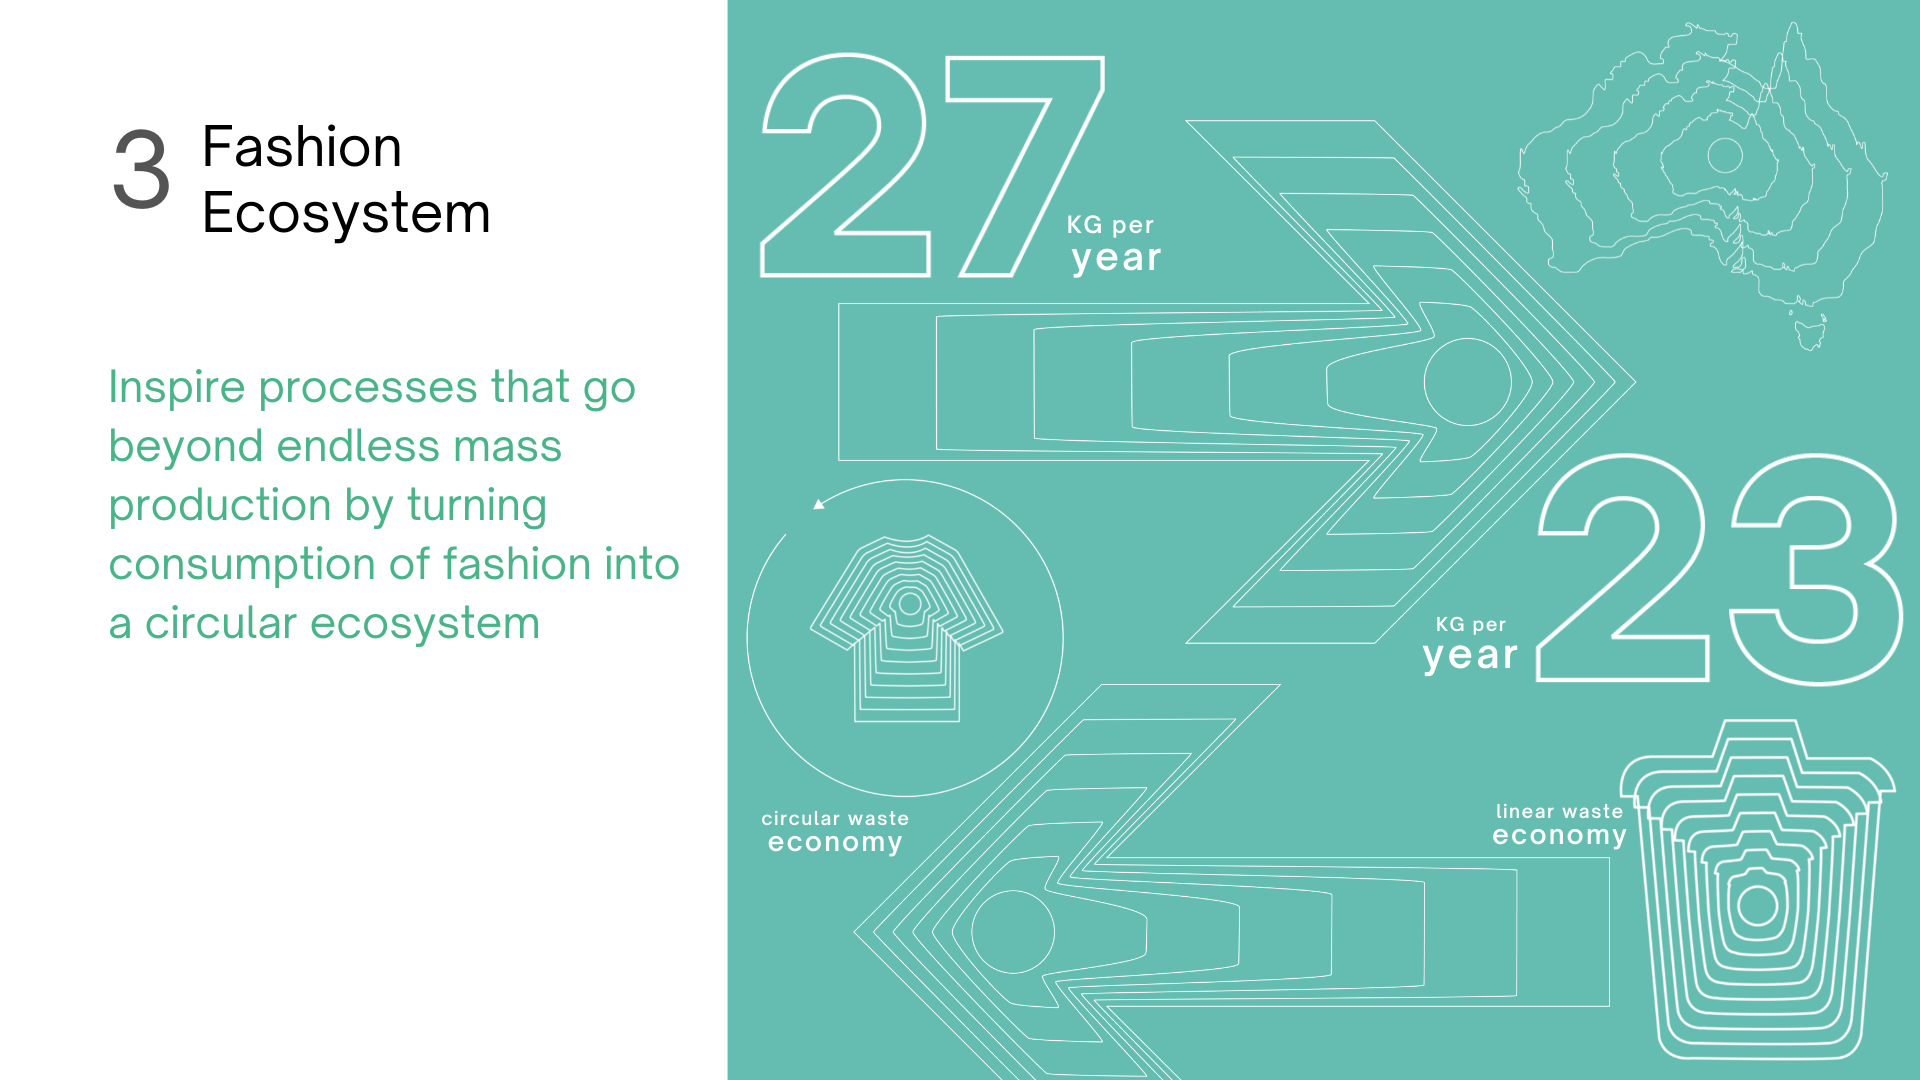 3
Fashion
Ecosystem
Inspire processes that go
beyond endless mass
production by turning
consumption of fashion into
a circular ecosystem
27
KG per
year
23
KG per
year
circular waste
economy
linear waste
economy